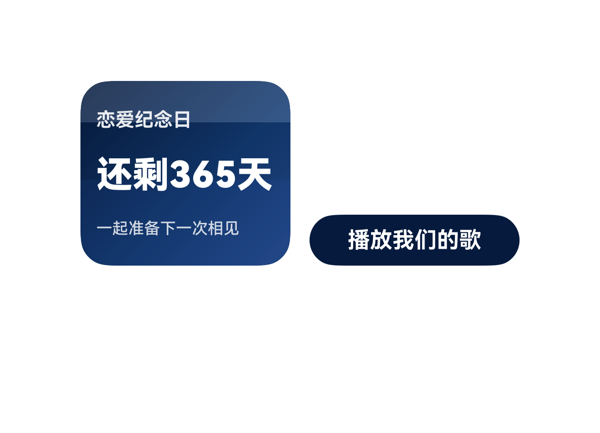 恋爱纪念日
还剩365天
一起准备下一次相见
播放我们的歌